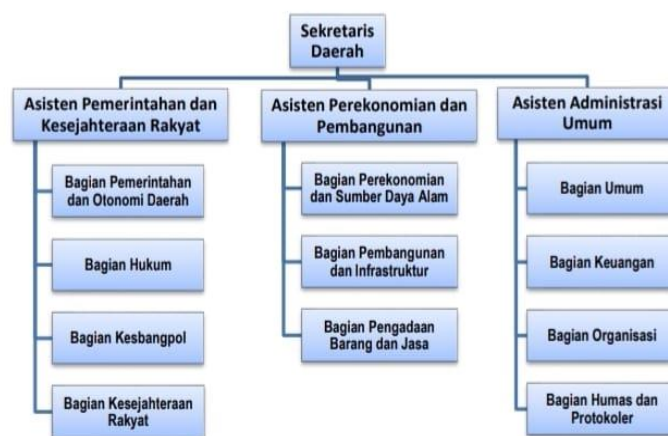 Sekretaris
Daerah
Asisten Pemerintahan dan
Kesejahteraan Rakyat
Bagian Pemerintahan
dan Otonomi Daerah
Bagian Hukum
Bagian Kesbangpol
Bagian Kesejahteraan
Rakyat
Asisten Perekonomian dan
Pembangunan
Bagian Perekonomian
dan Sumber Daya Alam
Bagian Pembangunan
dan Infrastruktur
Bagian Pengadaan
Barang dan Jasa
Asisten Administrasi
Umum
Bagian Umum
Bagian Keuangan
Bagian Organisasi
Bagian Humas dan
Protokoler